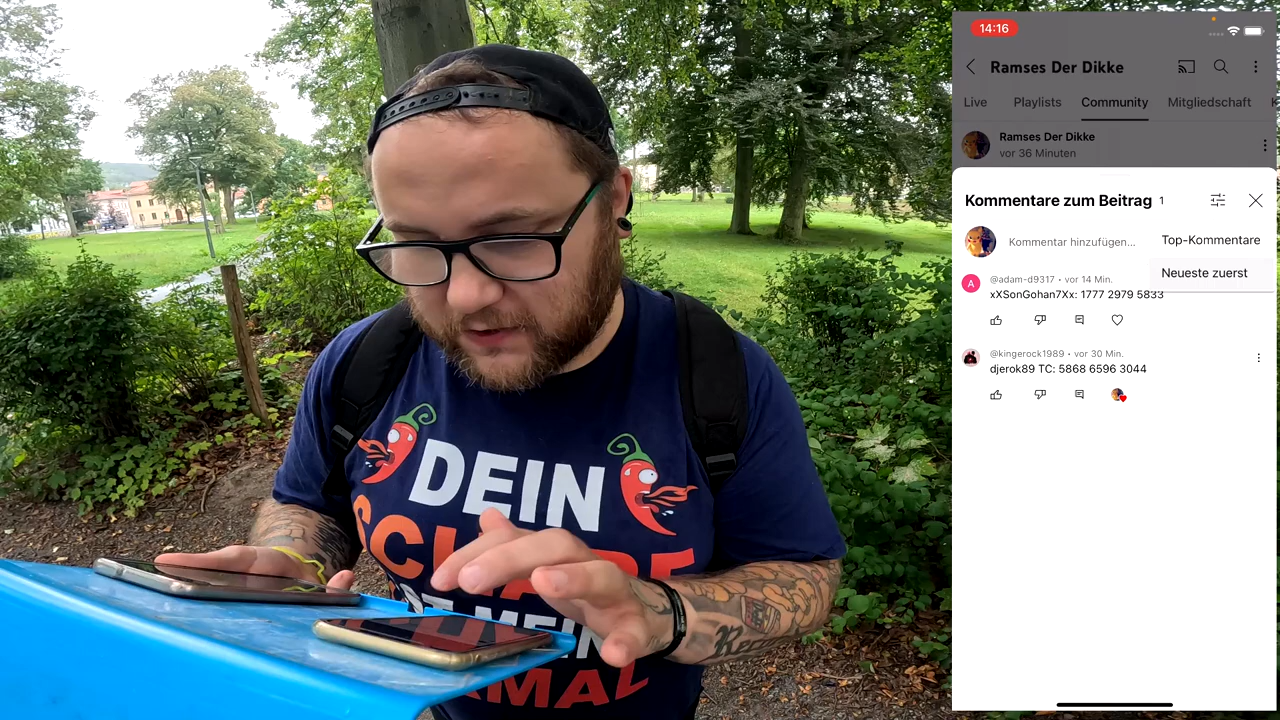 14:16
Ramses Der Dikke
Live Playlists Community Mitgliedschaft
Ramses Der Dikke
vor 36 Minuten
Kommentare zum Beitrag 1
Kommentar hinzufügen...
Top-Kommentare
Neueste zuerst
@adam-d9317 • vor 14 Min.
A
xXSonGohan7Xx: 1777 2979 5833
@kingerock1989 • vor 30 Min.
djerok89 TC: 5868 6596 3044
DEIN